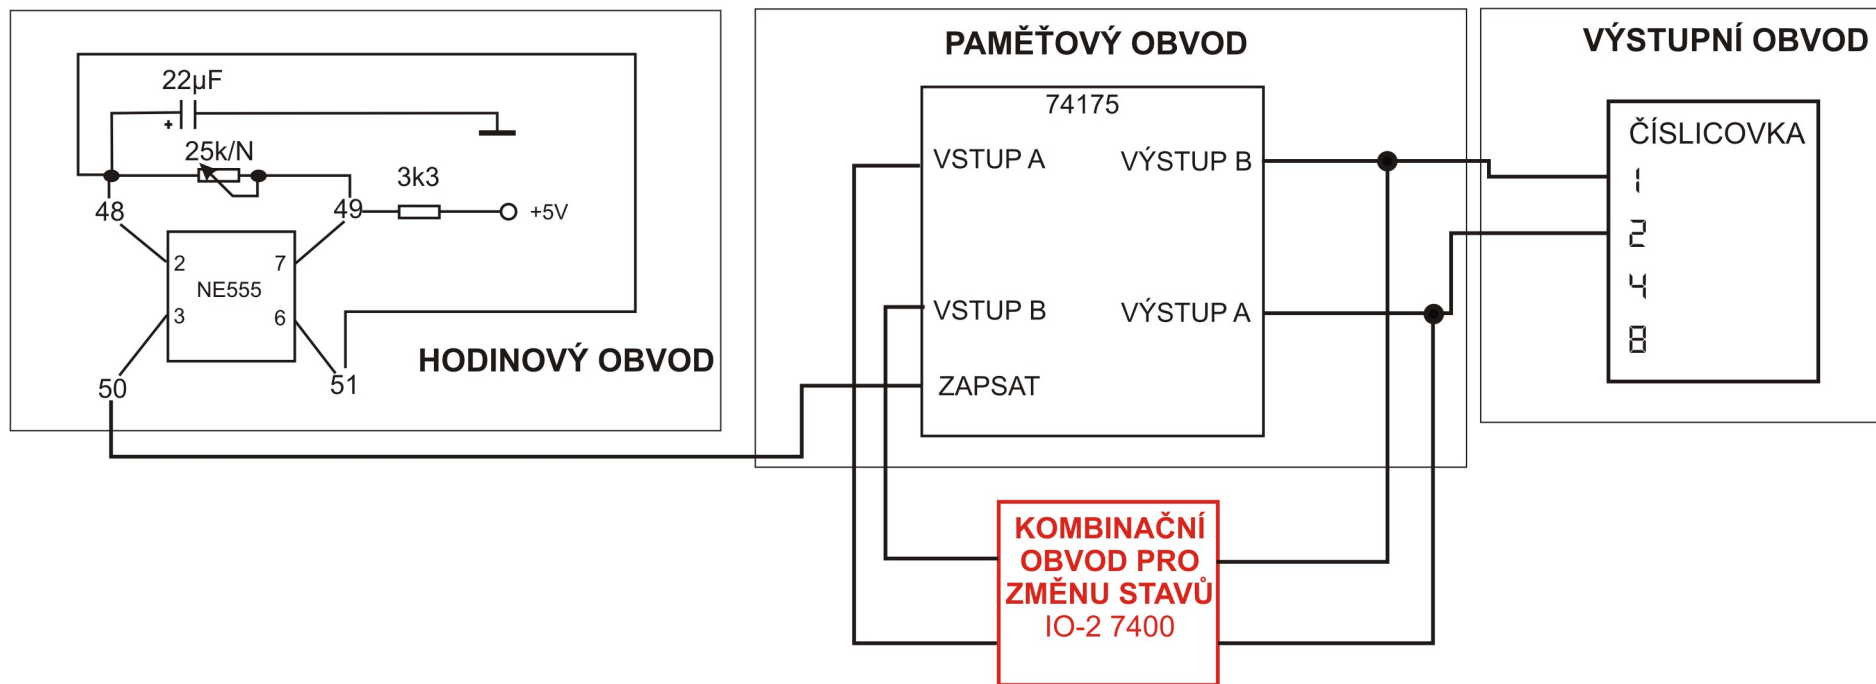 22µF
+
25k/N
3k3
48
49
+5V
2
7
NE555
3
6
50
51
HODINOVÝ OBVOD
PAMĚŤOVÝ OBVOD
74175
VSTUP A
VÝSTUP B
VSTUP B
VÝSTUP A
ZAPSAT
VÝSTUPNÍ OBVOD
ČÍSLICOVKA
1
2
4
8
KOMBINAČNÍ
OBVOD PRO
ZMĚNU STAVŮ
IO-2 7400